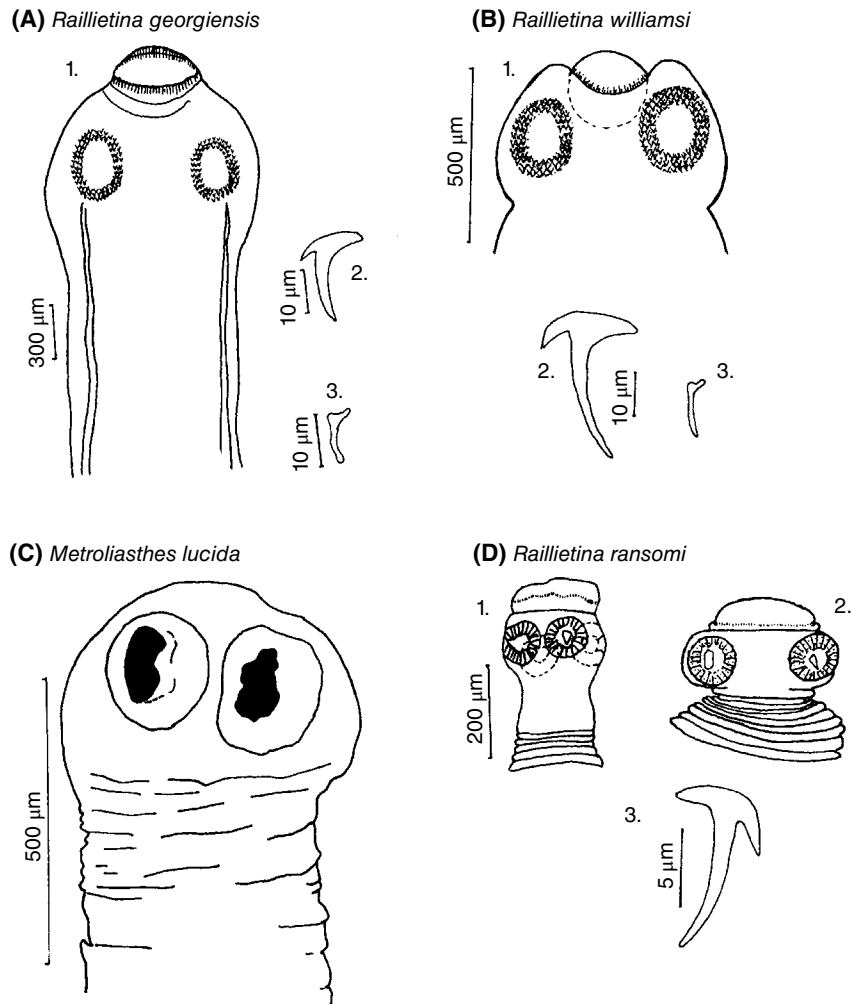 (A) Raillietina georgiensis
1.
300 µm
10 µm
2.
10 µm
3.
(B) Raillietina williamsi
1.
500 µm
2.
10 µm
3.
(C) Metroliasthes lucida
500 µm
(D) Raillietina ransomi
1.
200 µm
2.
3.
5 µm